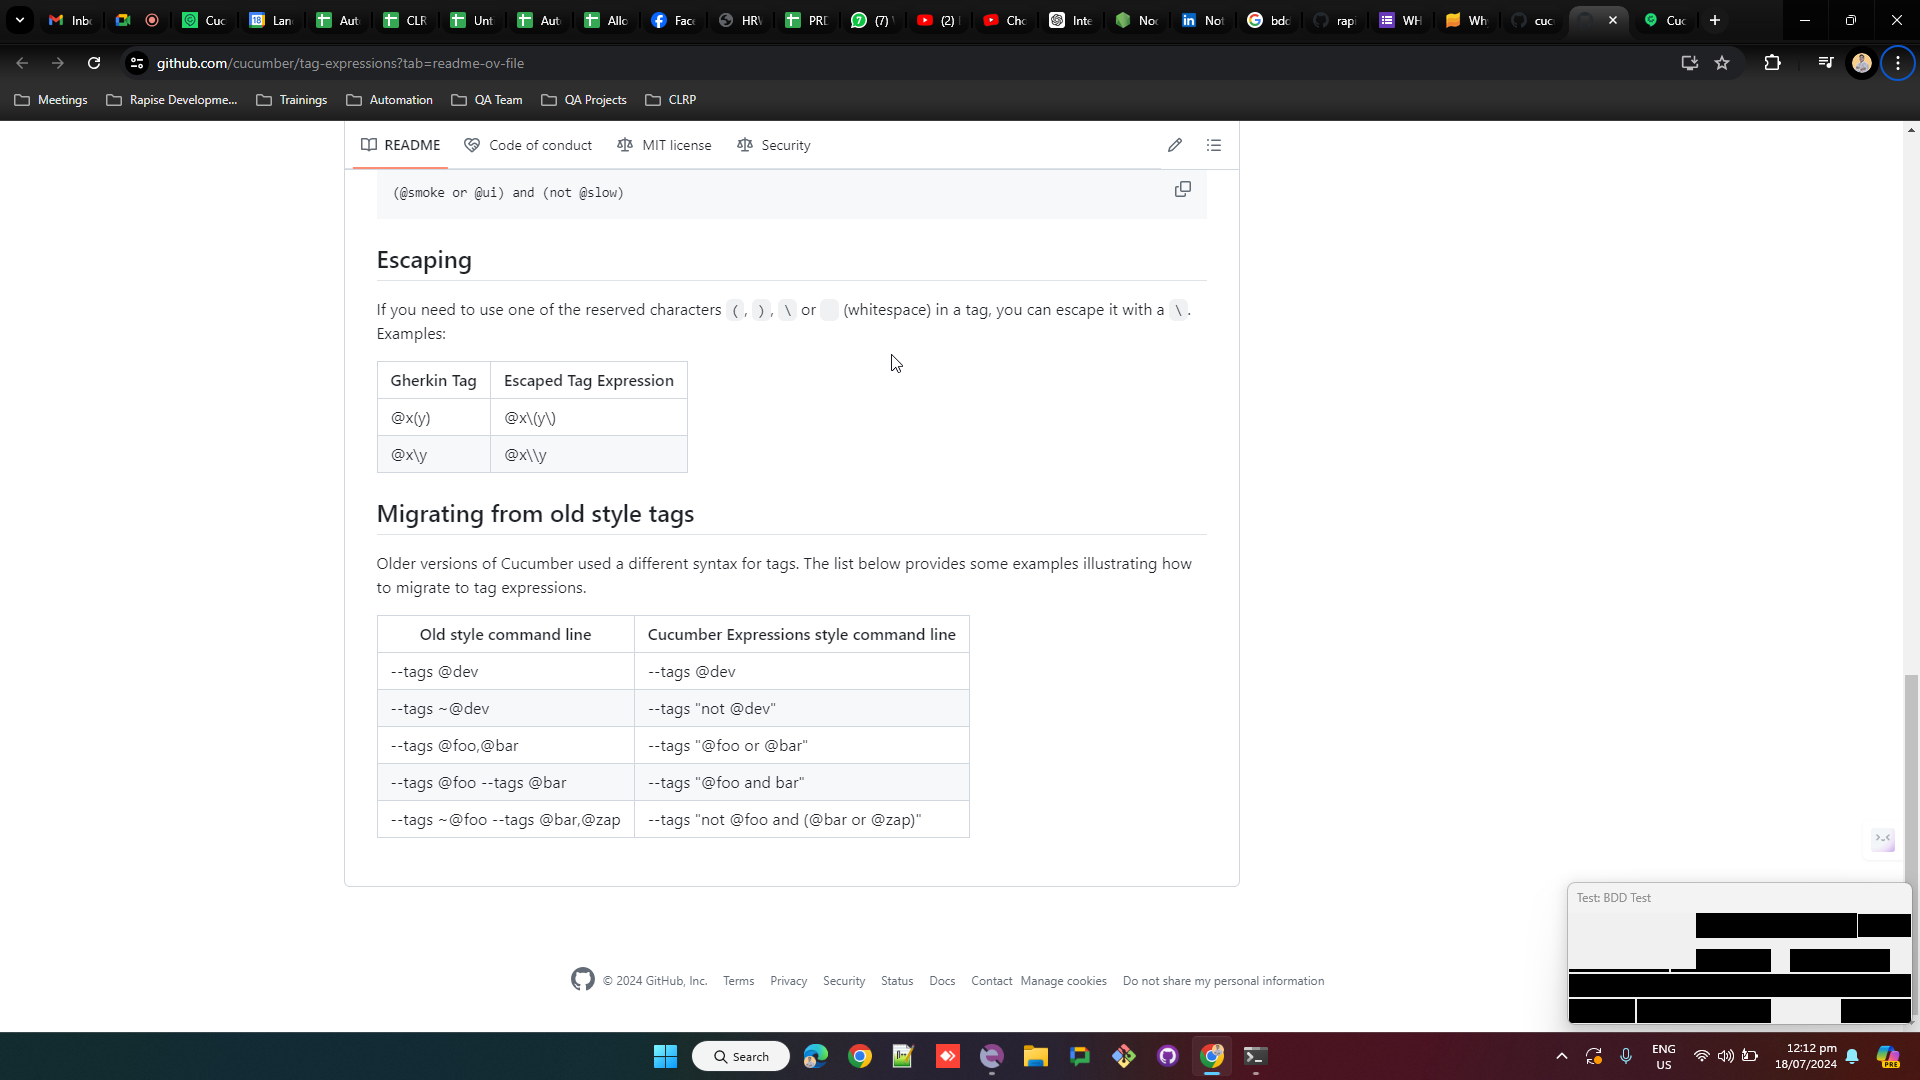 Inbo
Cuc
Lan
Auto
CLR
Unt
Auto
Allo
Face
HRV
PRD
(7)
(2)
Cho
Inte
Noc
Not
bdd
rapi
WH
Why
cuc
Cuc
github.com/cucumber/tag-expressions?tab=readme-ov-file
Meetings
Rapise Developme...
Trainings
Automation
QA Team
QA Projects
CLRP
README
Code of conduct
MIT license
Security
(@smoke or @ui) and (not @slow)
Escaping
If you need to use one of the reserved characters (, ), \ or (whitespace) in a tag, you can escape it with a \.
Examples:
Gherkin Tag Escaped Tag Expression
@x(y) @x\(y\)
@x\y @x\\y
Migrating from old style tags
Older versions of Cucumber used a different syntax for tags. The list below provides some examples illustrating how
to migrate to tag expressions.
Old style command line Cucumber Expressions style command line
--tags @dev --tags @dev
--tags ~@dev --tags "not @dev"
--tags @foo,@bar --tags "@foo or @bar"
--tags @foo --tags @bar --tags "@foo and bar"
--tags ~@foo --tags @bar,@zap --tags "not @foo and (@bar or @zap)"
Test: BDD Test
© 2024 GitHub, Inc. Terms Privacy Security Status Docs Contact Manage cookies Do not share my personal information
Search
ENG
US
12:12 pm
18/07/2024
PRE